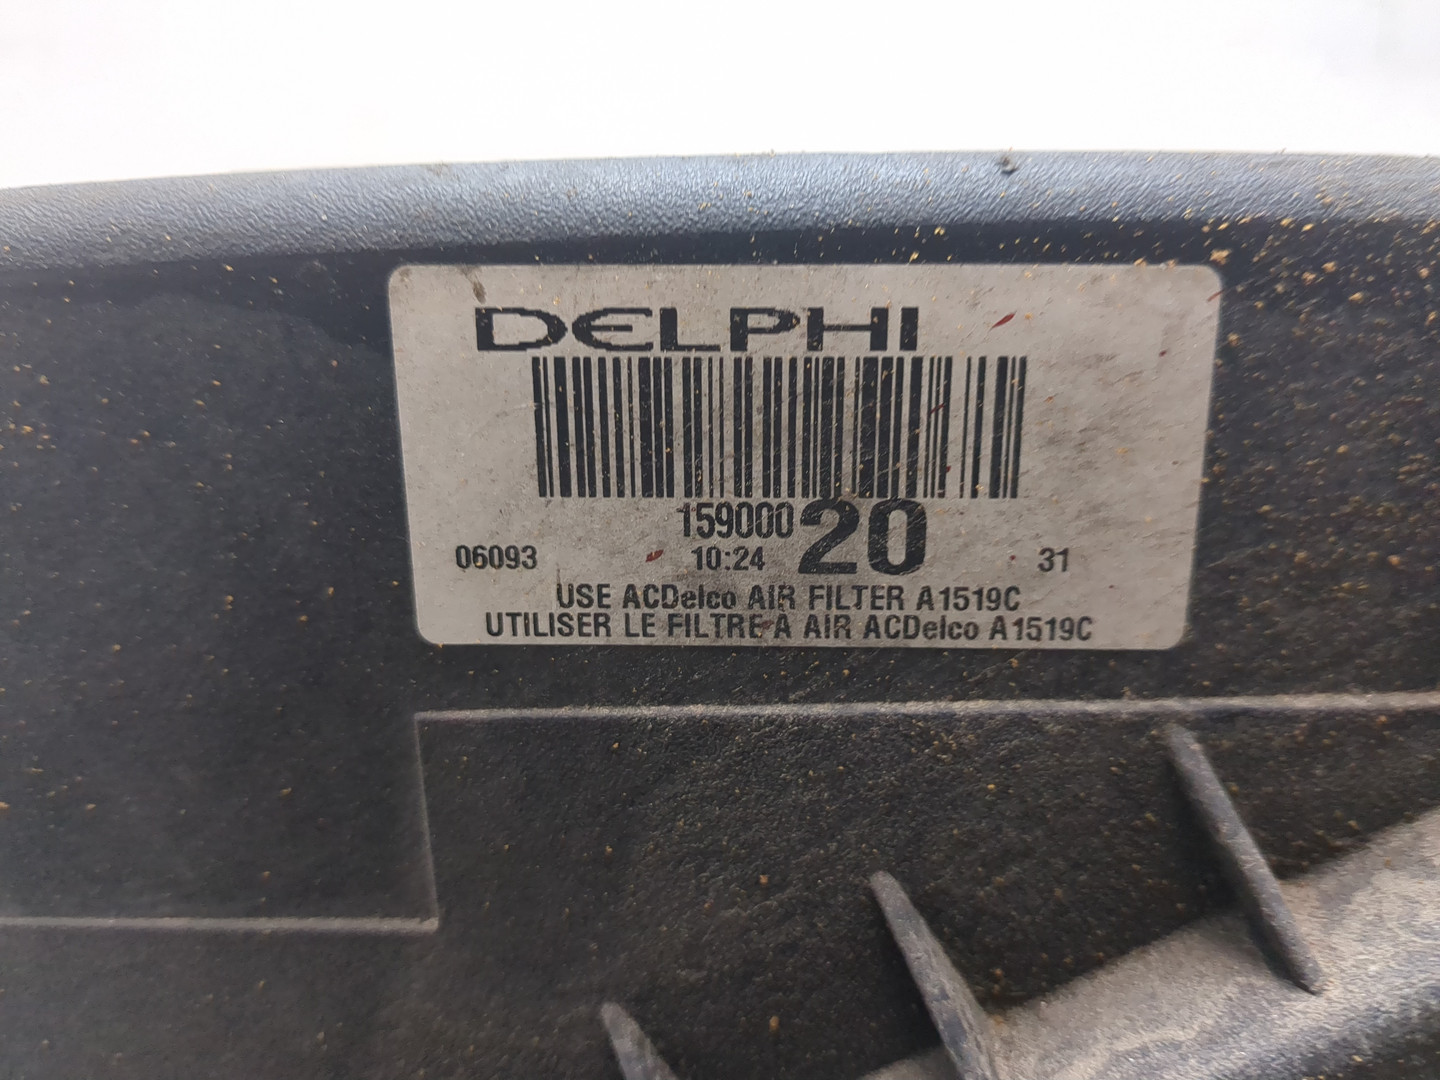 DELPHI
15900020
06093 10:24 31
USE ACDelco AIR FILTER A1519C
UTILISER LE FILTRE A AIR ACDelco A1519C